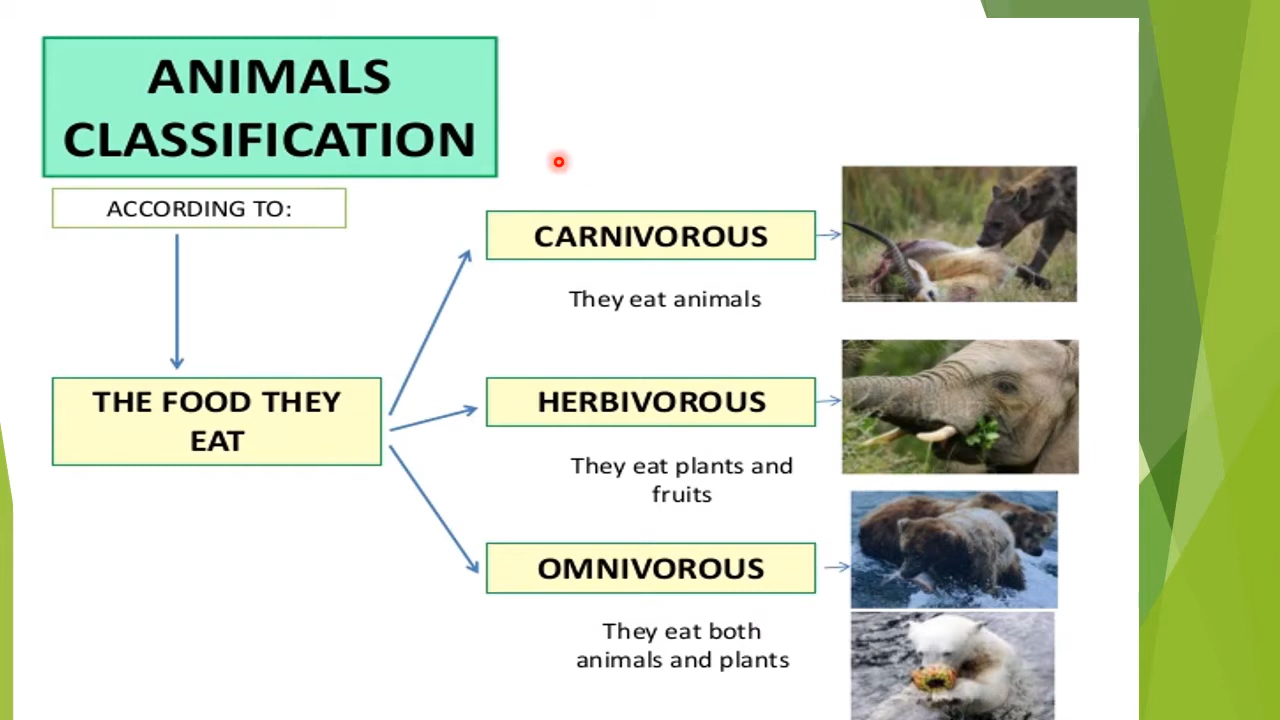 ANIMALS
CLASSIFICATION
ACCORDING TO:
THE FOOD THEY
EAT
CARNIVOROUS
They eat animals
HERBIVOROUS
They eat plants and
fruits
OMNIVOROUS
They eat both
animals and plants